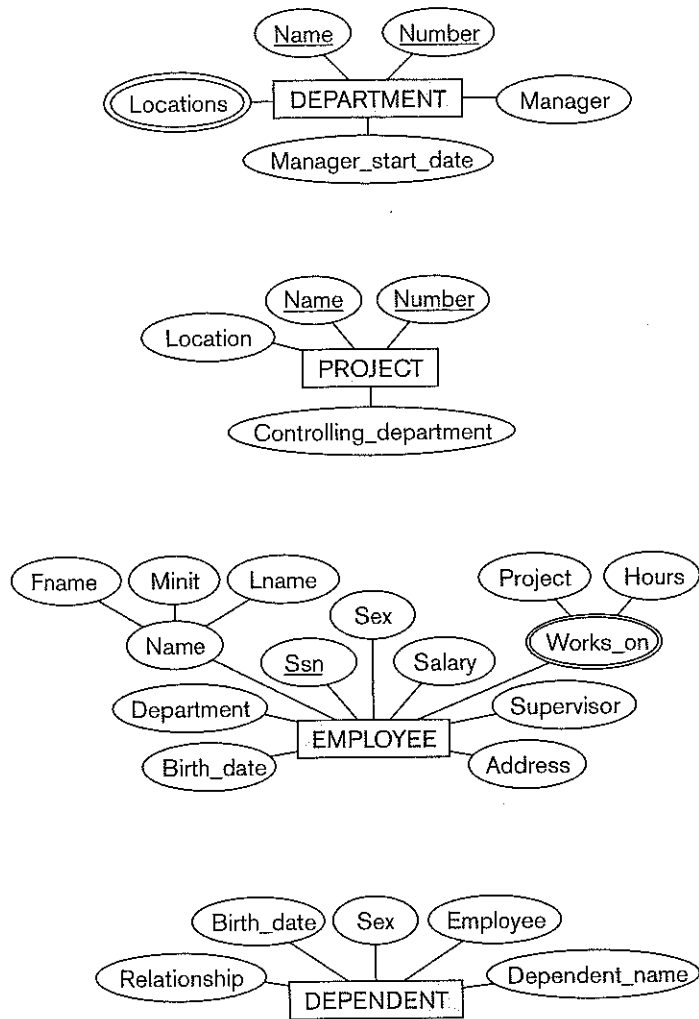 Name Number
Locations DEPARTMENT Manager
Manager_start_date
Name Number
Location
PROJECT
Controlling_department
Fname Minit Lname Project Hours
Sex
Name Works_on
Ssn Salary
Department Supervisor
EMPLOYEE
Birth_date Address
Birth_date Sex Employee
Relationship Dependent_name
DEPENDENT